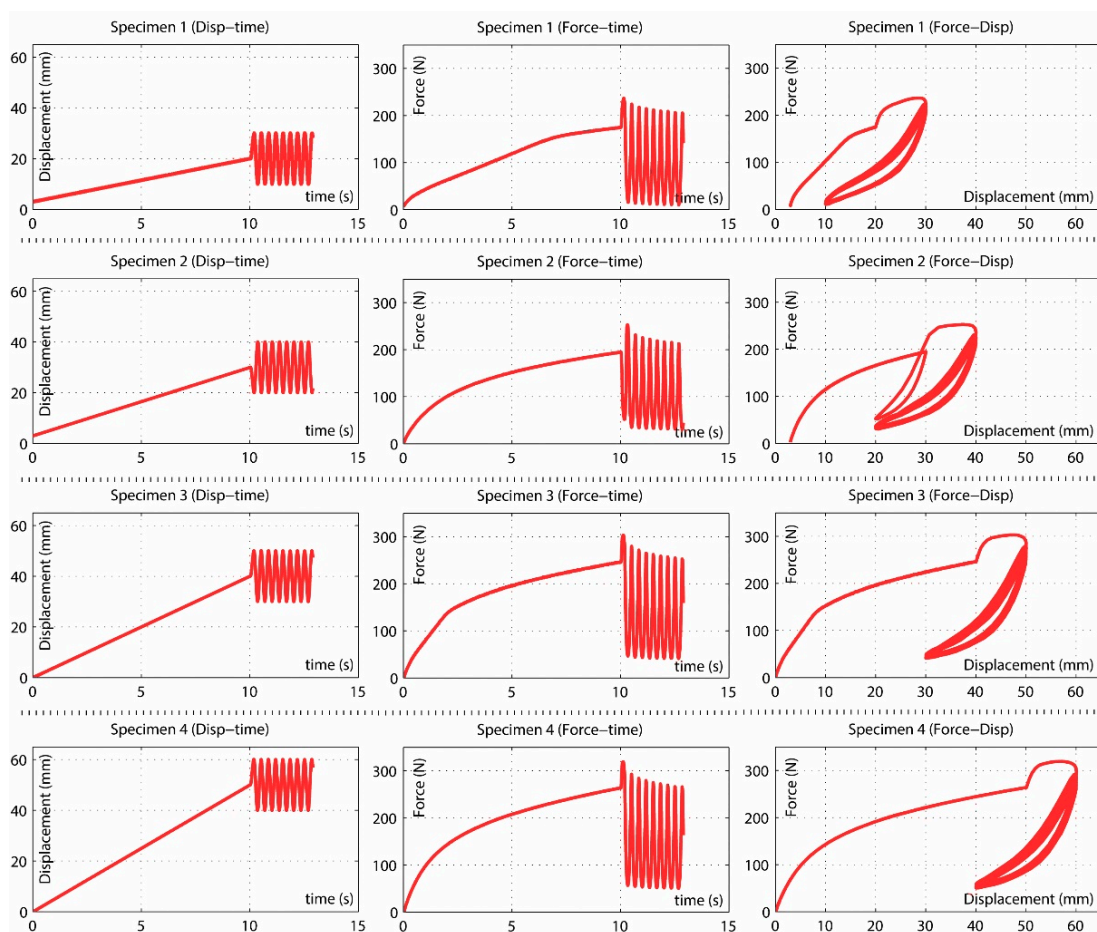 Specimen 1 (Disp−time)
Displacement (mm)
60
40
20
0
time (s)
0 5 10 15
Specimen 1 (Force−time)
Force (N)
300
200
100
0
time (s)
0 5 10 15
Specimen 1 (Force−Disp)
Force (N)
300
200
100
0
Displacement (mm)
0 10 20 30 40 50 60
Specimen 2 (Disp−time)
Displacement (mm)
60
40
20
0
time (s)
0 5 10 15
Specimen 2 (Force−time)
Force (N)
300
200
100
0
time (s)
0 5 10 15
Specimen 2 (Force−Disp)
Force (N)
300
200
100
0
Displacement (mm)
0 10 20 30 40 50 60
Specimen 3 (Disp−time)
Displacement (mm)
60
40
20
0
time (s)
0 5 10 15
Specimen 3 (Force−time)
Force (N)
300
200
100
0
time (s)
0 5 10 15
Specimen 3 (Force−Disp)
Force (N)
300
200
100
0
Displacement (mm)
0 10 20 30 40 50 60
Specimen 4 (Disp−time)
Displacement (mm)
60
40
20
0
time (s)
0 5 10 15
Specimen 4 (Force−time)
Force (N)
300
200
100
0
time (s)
0 5 10 15
Specimen 4 (Force−Disp)
Force (N)
300
200
100
0
Displacement (mm)
0 10 20 30 40 50 60